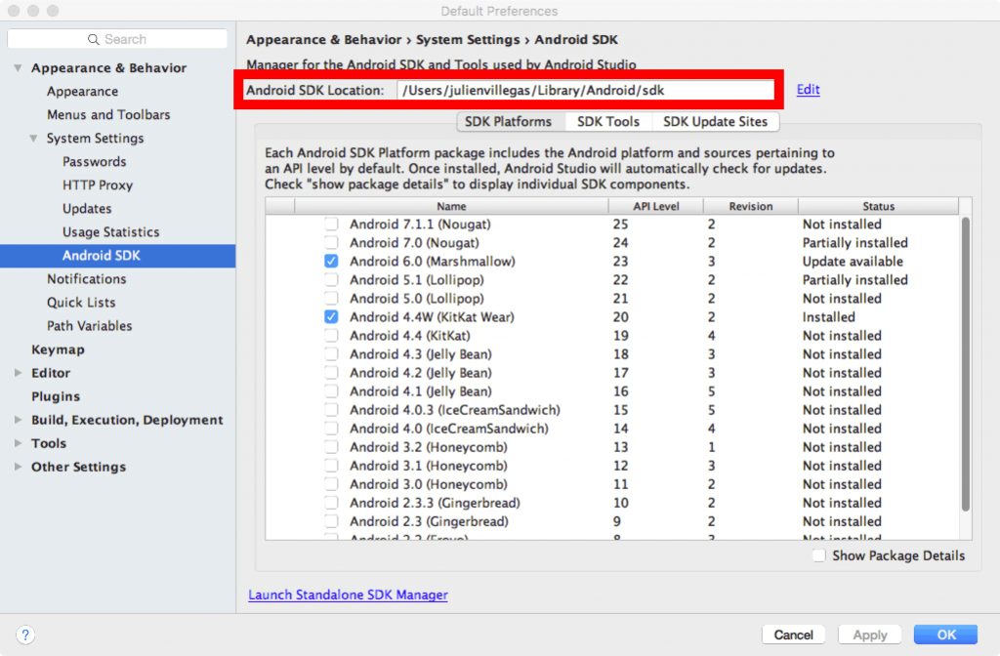 Default Preferences
Search
Appearance & Behavior
Appearance
Menus and Toolbars
System Settings
Passwords
HTTP Proxy
Updates
Usage Statistics
Android SDK
Notifications
Quick Lists
Path Variables
Keymap
Editor
Plugins
Build, Execution, Deployment
Tools
Other Settings
Appearance & Behavior › System Settings › Android SDK
Manager for the Android SDK and Tools used by Android Studio
Android SDK Location: /Users/julienvillegas/Library/Android/sdk Edit
SDK Platforms SDK Tools SDK Update Sites
Each Android SDK Platform package includes the Android platform and sources pertaining to
an API level by default. Once installed, Android Studio will automatically check for updates.
Check "show package details" to display individual SDK components.
Name API Level Revision Status
Android 7.1.1 (Nougat) 25 2 Not installed
Android 7.0 (Nougat) 24 2 Partially installed
Android 6.0 (Marshmallow) 23 3 Update available
Android 5.1 (Lollipop) 22 2 Partially installed
Android 5.0 (Lollipop) 21 2 Not installed
Android 4.4W (KitKat Wear) 20 2 Installed
Android 4.4 (KitKat) 19 4 Not installed
Android 4.3 (Jelly Bean) 18 3 Not installed
Android 4.2 (Jelly Bean) 17 3 Not installed
Android 4.1 (Jelly Bean) 16 5 Not installed
Android 4.0.3 (IceCreamSandwich) 15 5 Not installed
Android 4.0 (IceCreamSandwich) 14 4 Not installed
Android 3.2 (Honeycomb) 13 1 Not installed
Android 3.1 (Honeycomb) 12 3 Not installed
Android 3.0 (Honeycomb) 11 2 Not installed
Android 2.3.3 (Gingerbread) 10 2 Not installed
Android 2.3 (Gingerbread) 9 2 Not installed
Android 2.2 (Froyo) 8 3 Not installed
Show Package Details
Launch Standalone SDK Manager
? Cancel Apply OK